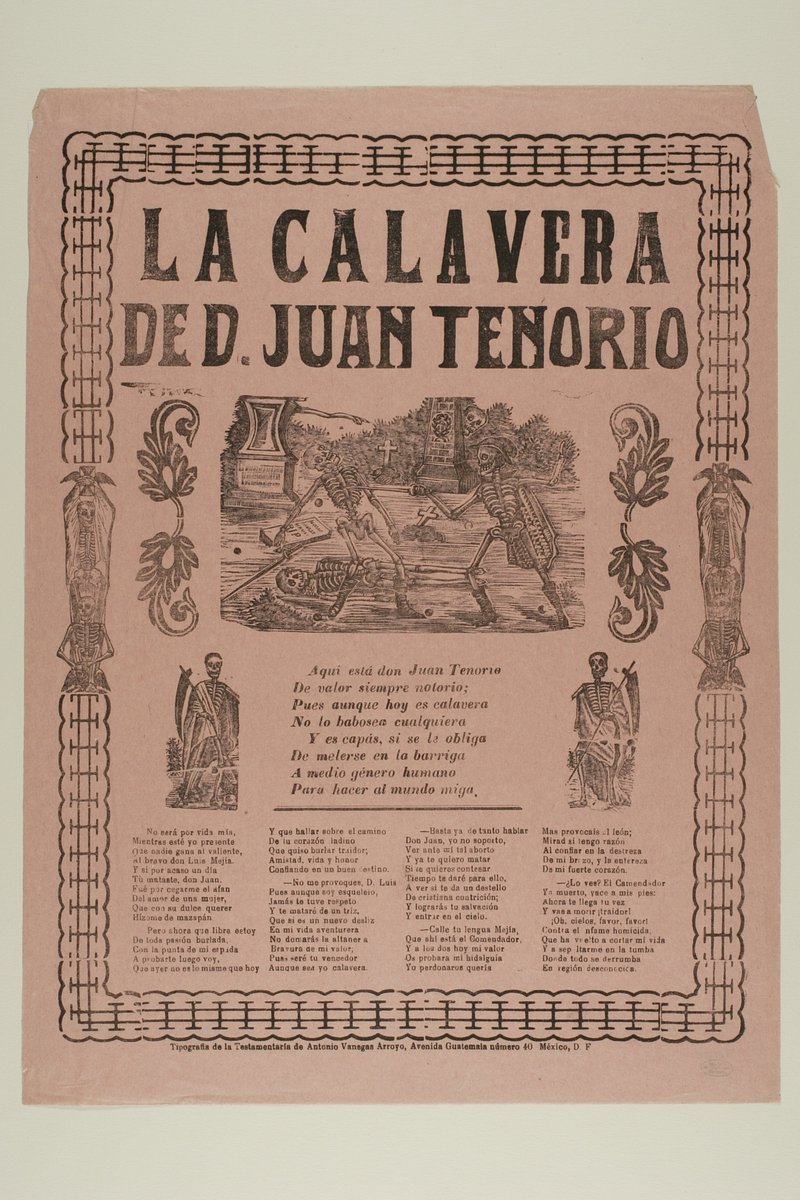 LA CALAVERA
DE D. JUAN TENORIO
Aquí está don Juan Tenorio
De valor siempre notorio;
Pues aunque hoy es calavera
No lo babosea cualquiera
Y es capás, si se le obliga
De meterse en la barriga
A medio género humano
Para hacer al mundo miga.
No será por vida mía,
Mientras esté yo presente
Que nadie gana al valiente,
Al bravo don Luis Mejía.
Y si por acaso un día
Tú mataste, don Juan,
Fué por cegarme el afán
Del amor de una mujer,
Que con su dulce querer
Hízome de mazapán.
Pero ahora que libre estoy
De toda pasión burlada,
Con la punta de mi espada
A probarte luego voy,
Que ayer no es lo mismo que hoy
Y que hallar sobre el camino
De tu corazón ladino
Que quiso burlar traidor;
Amistad, vida y honor
Confiando en un buen destino.
—No me provoques, D. Luis
Pues aunque soy esqueleto,
Jamás te tuve respeto
Y te mataré de un triz,
Que si es un nuevo desliz
En mi vida aventurera
No domarás la altanera
Bravura de mi valor;
Pues seré tu vencedor
Aunque sea yo calavera.
—Basta ya de tanto hablar
Don Juan, yo no soporto,
Ver ante mí tal aborto
Y ya te quiero matar
Si te quieres confesar
Tiempo te daré para ello,
A ver si te da un destello
De cristiana contrición;
Y lograrás tu salvación
Y entrar en el cielo.
—Calle tu lengua Mejía,
Que ahí está el Comendador,
Y a los dos hoy mi valor
Os probara mi hidalguía
Yo perdonaros quería
Mas provocais al león;
Mirad si tengo razón
Al confiar en la destreza
De mi brazo, y la entereza
De mi fuerte corazón.
—¿Lo ves? El Comendador
Ya muerto, yace a mis pies:
Ahora te llega tu vez
Y vas a morir ¡traidor!
¡Oh, cielos, favor, favor!
Contra el infame homicida,
Que ha vuelto a cortar mi vida
Y a sepultarme en la tumba
Donde todo se derrumba
En región desconocida.
Tipografía de la Testamentaría de Antonio Vanegas Arroyo, Avenida Guatemala número 40 México, D. F